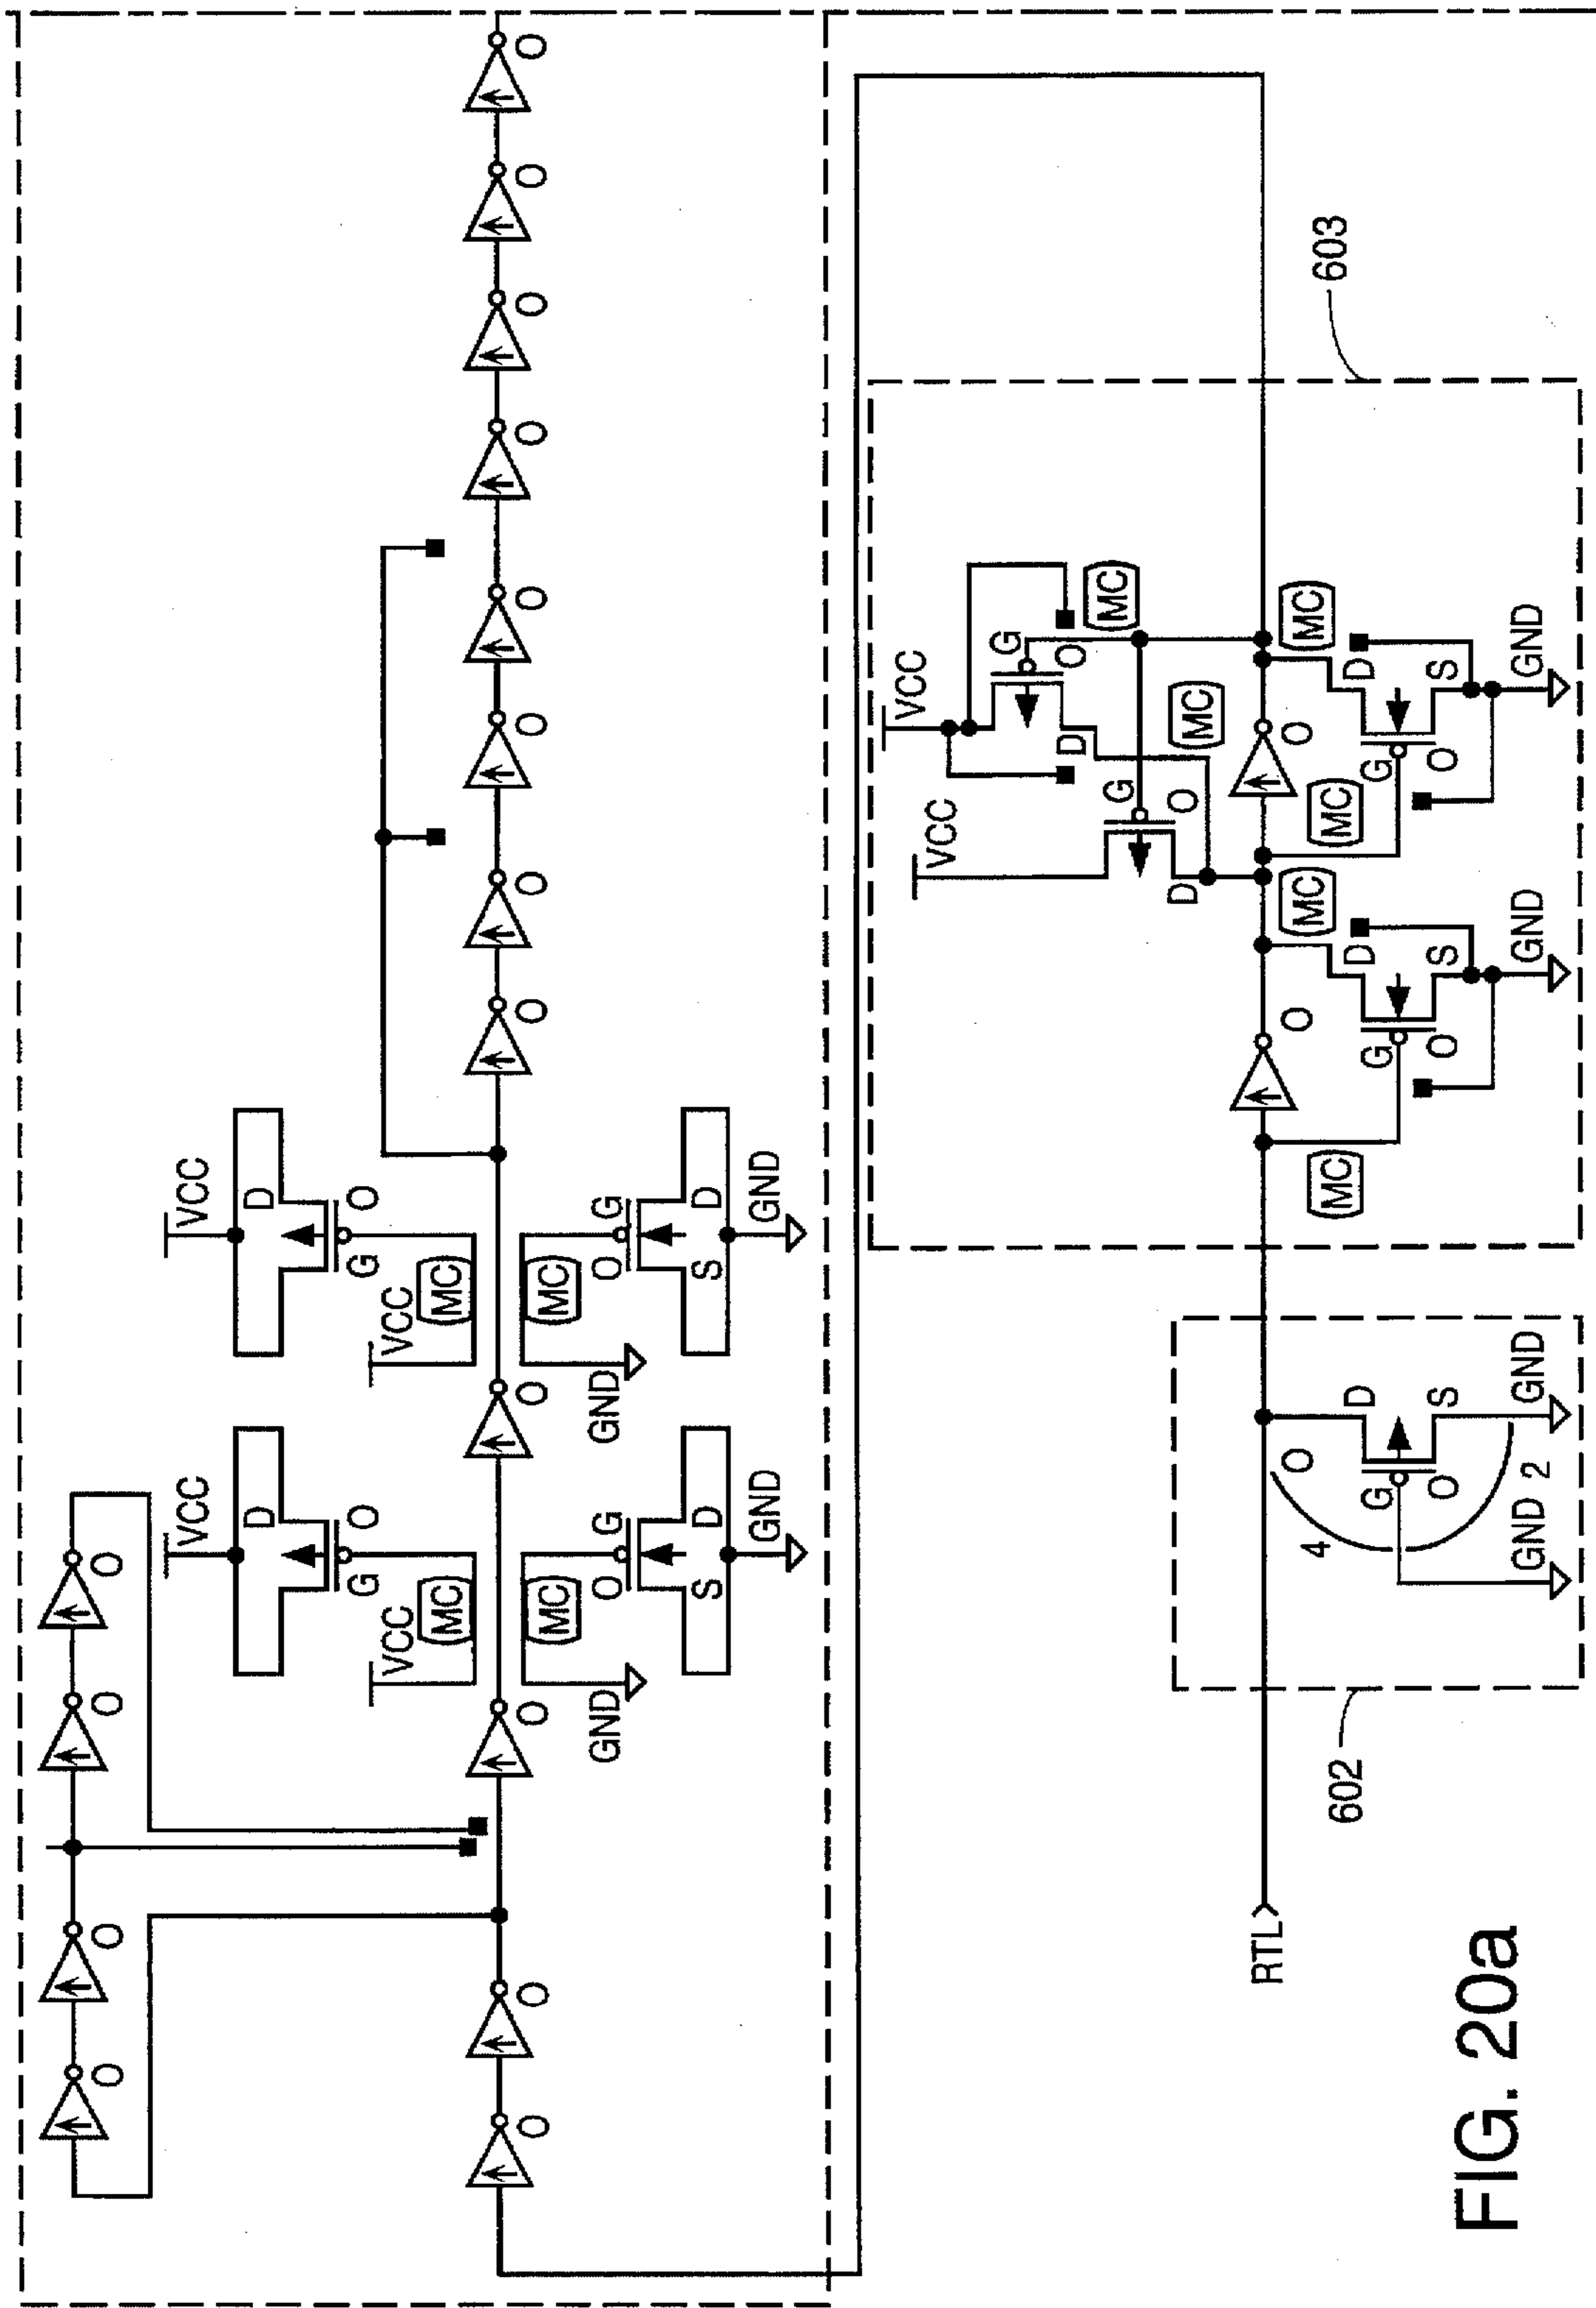 O O O O
VCC VCC
D D
G O G O
VCC VCC
MC MC
O O O O O O O O O O O O
MC MC
GND O G GND O G
S D S D
GND GND
VCC
VCC
G
D O
MC
G
D O
MC
RTL
O O O
MC MC
4
MC MC
603
602
D D D
G G G
O S O S O S
GND 2 GND GND GND
FIG. 20a